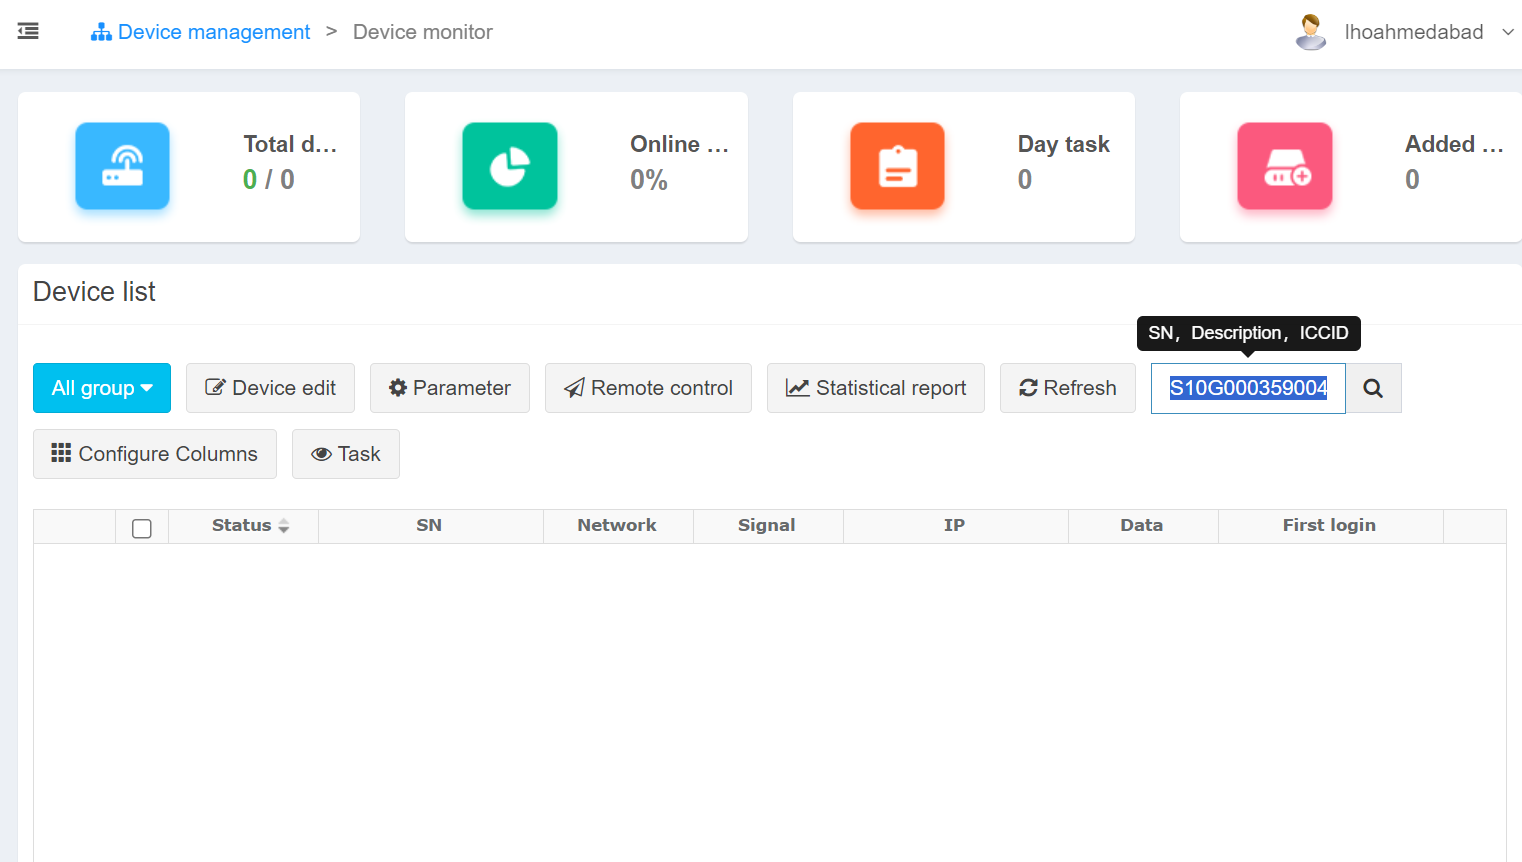 Device management > Device monitor
lhoahmedabad
Total d...
0 / 0
Online ...
0%
Day task
0
Added ...
0
Device list
SN, Description, ICCID
All group
Device edit
Parameter
Remote control
Statistical report
Refresh
S10G000359004
Configure Columns
Task
Status SN Network Signal IP Data First login